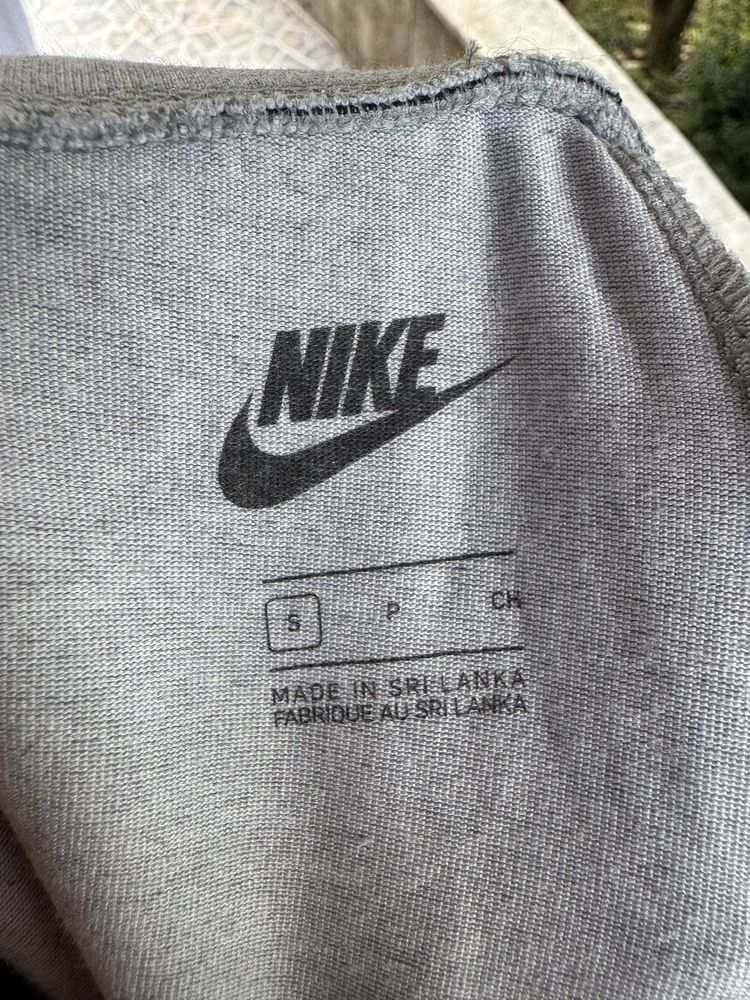 NIKE
S P CH
MADE IN SRI LANKA
FABRIQUE AU SRI LANKA